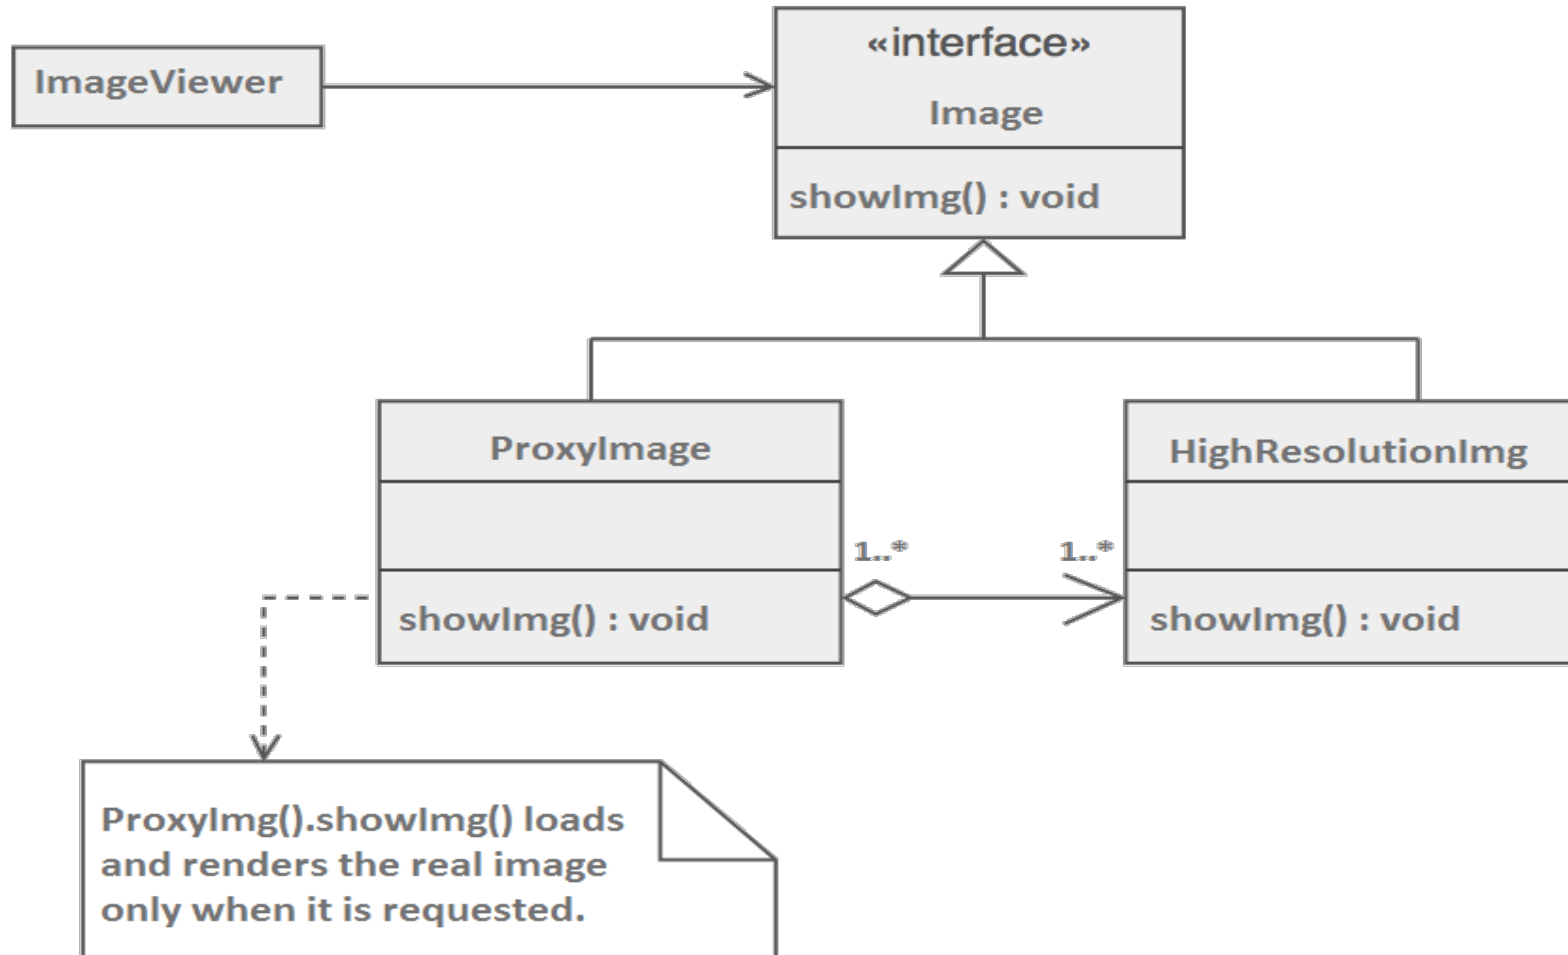 ImageViewer
«interface»
Image
showImg() : void
ProxyImage
showImg() : void
1..*
1..*
HighResolutionImg
showImg() : void
ProxyImg().showImg() loads
and renders the real image
only when it is requested.